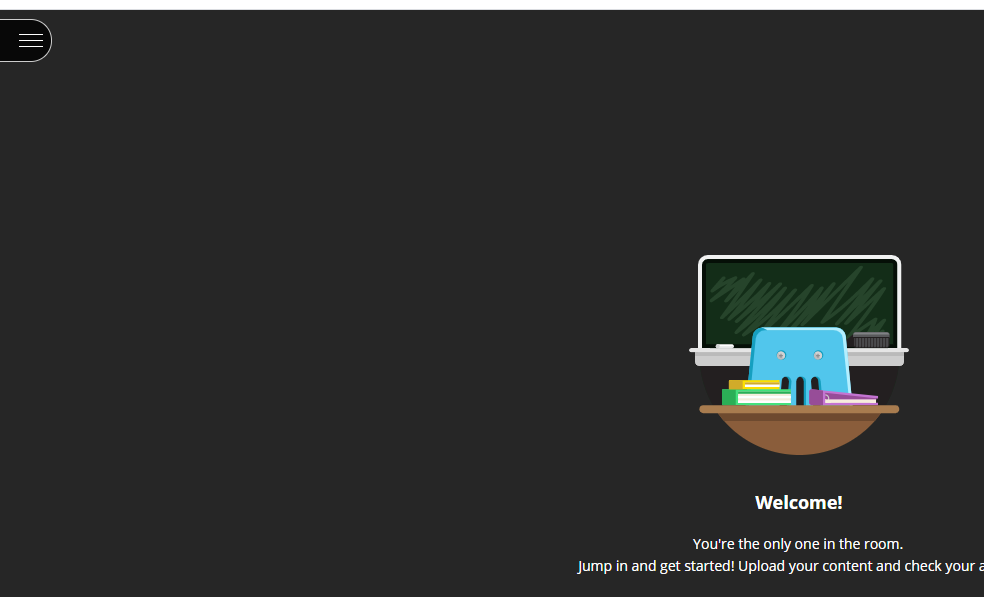 Welcome!
You're the only one in the room.
Jump in and get started! Upload your content and check your a